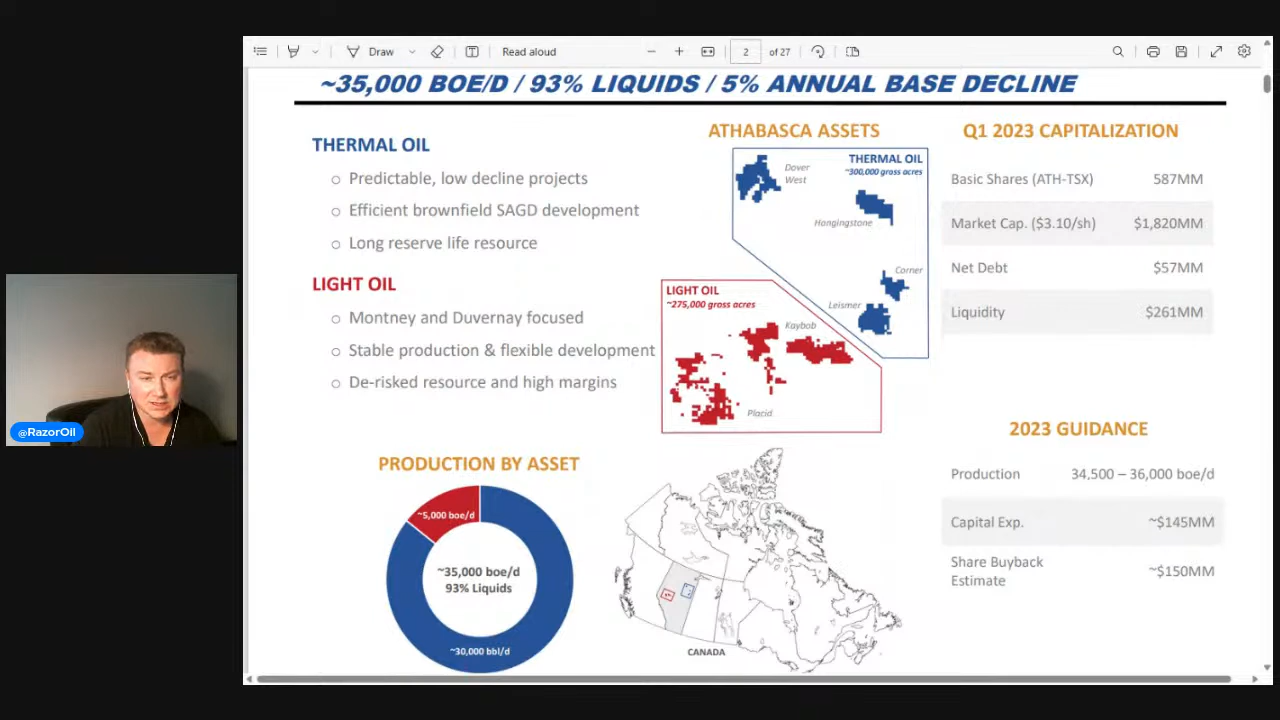 Draw
Read aloud
2
of 27
~35,000 BOE/D / 93% LIQUIDS / 5% ANNUAL BASE DECLINE
THERMAL OIL
Predictable, low decline projects
Efficient brownfield SAGD development
Long reserve life resource
LIGHT OIL
Montney and Duvernay focused
Stable production & flexible development
De-risked resource and high margins
PRODUCTION BY ASSET
~5,000 boe/d
~35,000 boe/d
93% Liquids
~30,000 bbl/d
ATHABASCA ASSETS
THERMAL OIL
~300,000 gross acres
Dover
West
Hangingstone
Corner
Leismer
LIGHT OIL
~275,000 gross acres
Kaybob
Placid
CANADA
Q1 2023 CAPITALIZATION
Basic Shares (ATH-TSX) 587MM
Market Cap. ($3.10/sh) $1,820MM
Net Debt $57MM
Liquidity $261MM
2023 GUIDANCE
Production 34,500 – 36,000 boe/d
Capital Exp. ~$145MM
Share Buyback
Estimate ~$150MM
@RazorOil